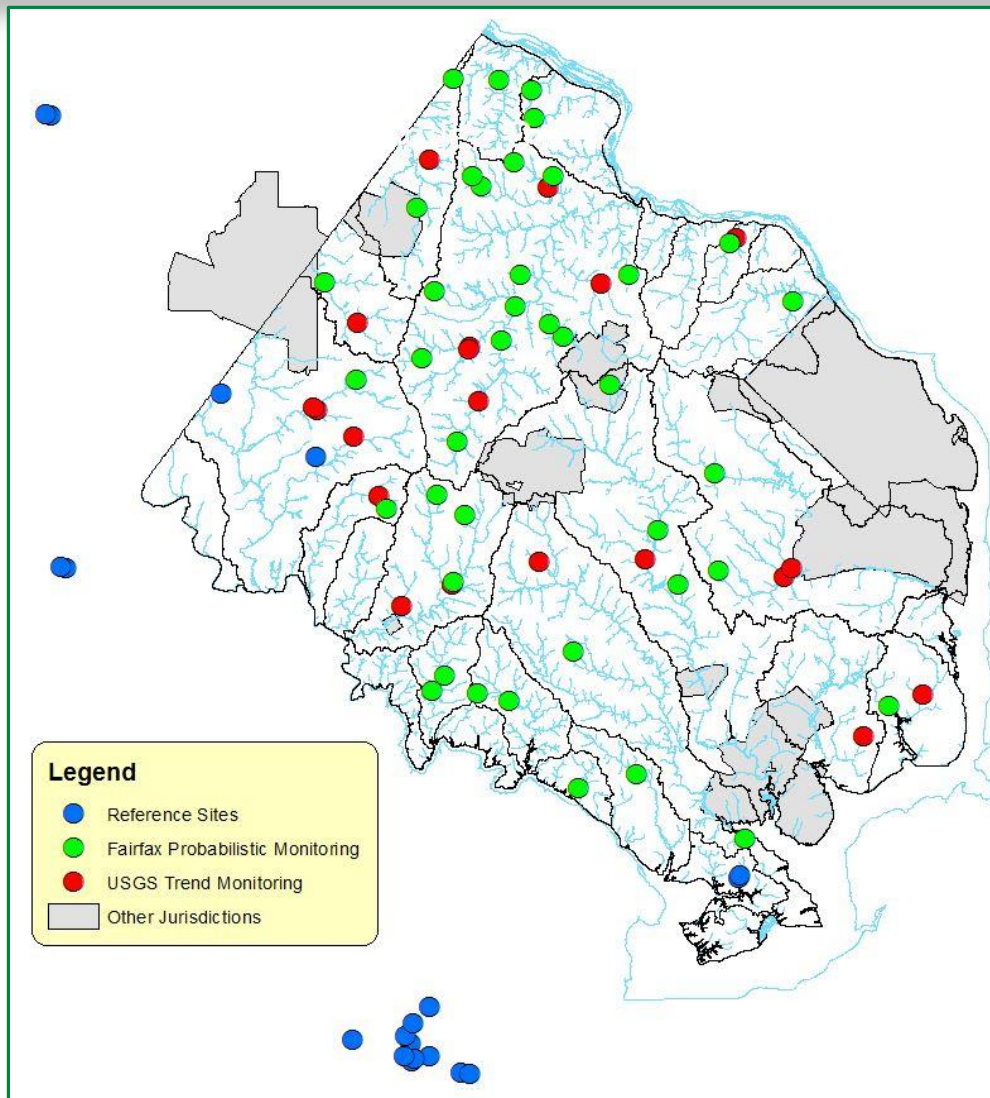 Legend
Reference Sites
Fairfax Probabilistic Monitoring
USGS Trend Monitoring
Other Jurisdictions